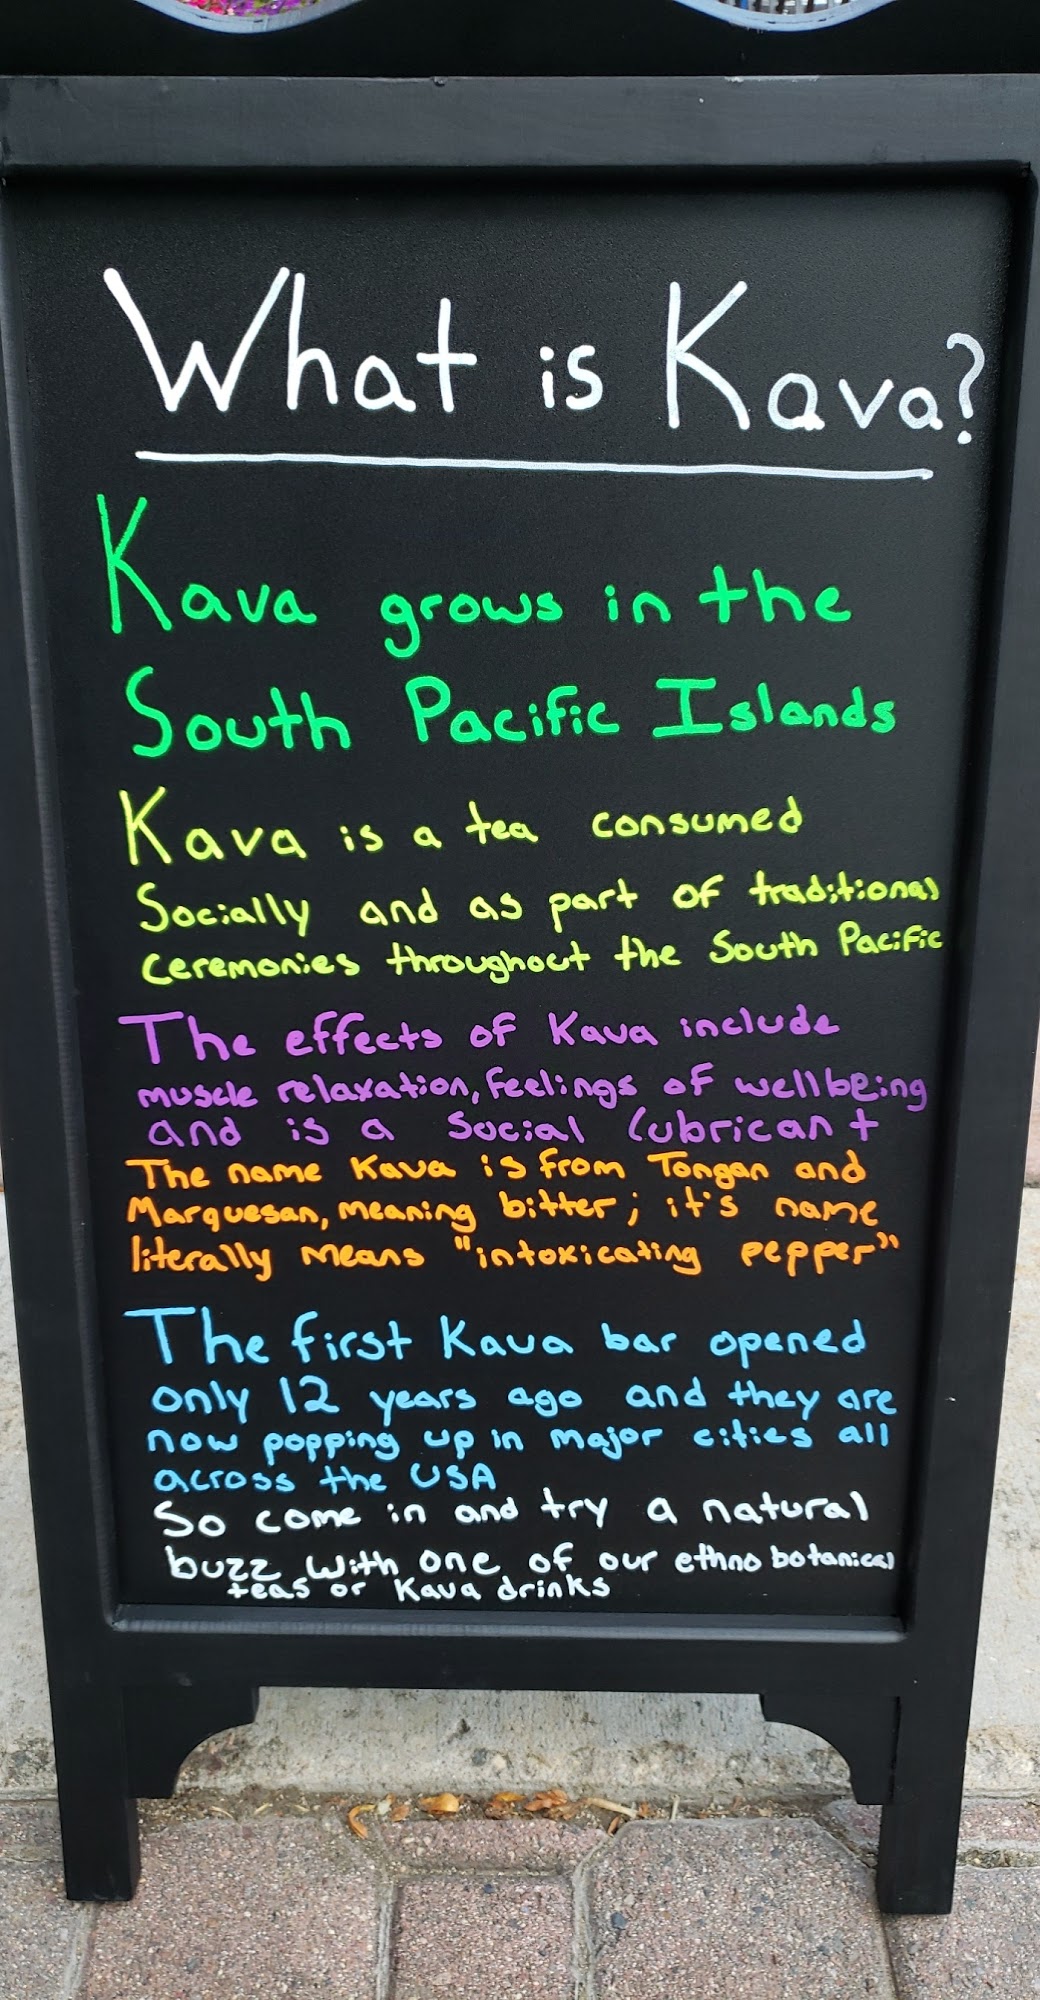 What is Kava?
Kava grows in the
South Pacific Islands
Kava is a tea consumed
Socially and as part of traditional
ceremonies throughout the South Pacific
The effects of Kava include
muscle relaxation, feelings of wellbeing
and is a Social lubricant
The name Kava is from Tongan and
Marquesan, meaning bitter; it's name
literally means "intoxicating pepper"
The first Kava bar opened
only 12 years ago and they are
now popping up in major cities all
across the USA
So come in and try a natural
buzz with one of our ethnobotanical
teas or Kava drinks